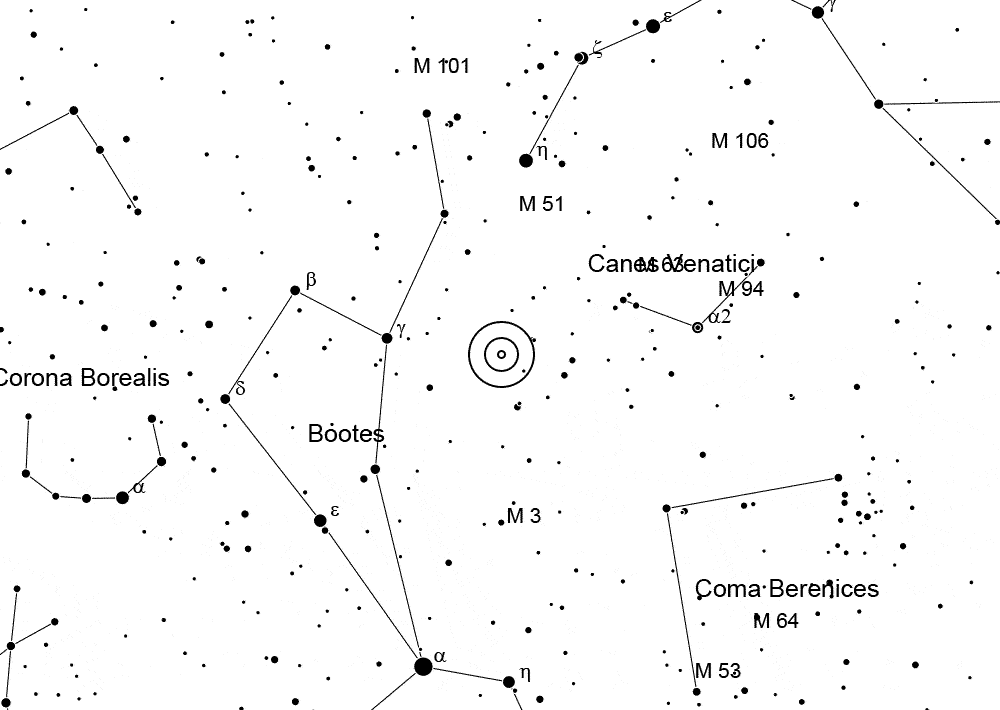 γ
ε
ζ
M 101
M 106
η
M 51
Canes Venatici
M 63
β
M 94
α2
γ
Corona Borealis
δ
Bootes
α
ε
M 3
Coma Berenices
M 64
α
M 53
η